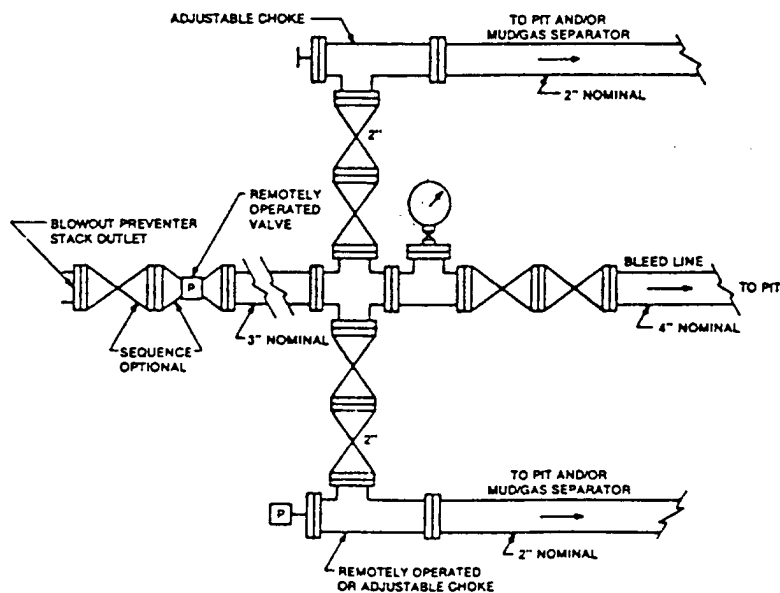 ADJUSTABLE CHOKE
TO PIT AND/OR
MUD/GAS SEPARATOR
2" NOMINAL
2"
REMOTELY
OPERATED
VALVE
BLOWOUT PREVENTER
STACK OUTLET
P
BLEED LINE
TO PIT
SEQUENCE
OPTIONAL
3" NOMINAL
4" NOMINAL
2"
TO PIT AND/OR
MUD/GAS SEPARATOR
P
2" NOMINAL
REMOTELY OPERATED
OR ADJUSTABLE CHOKE